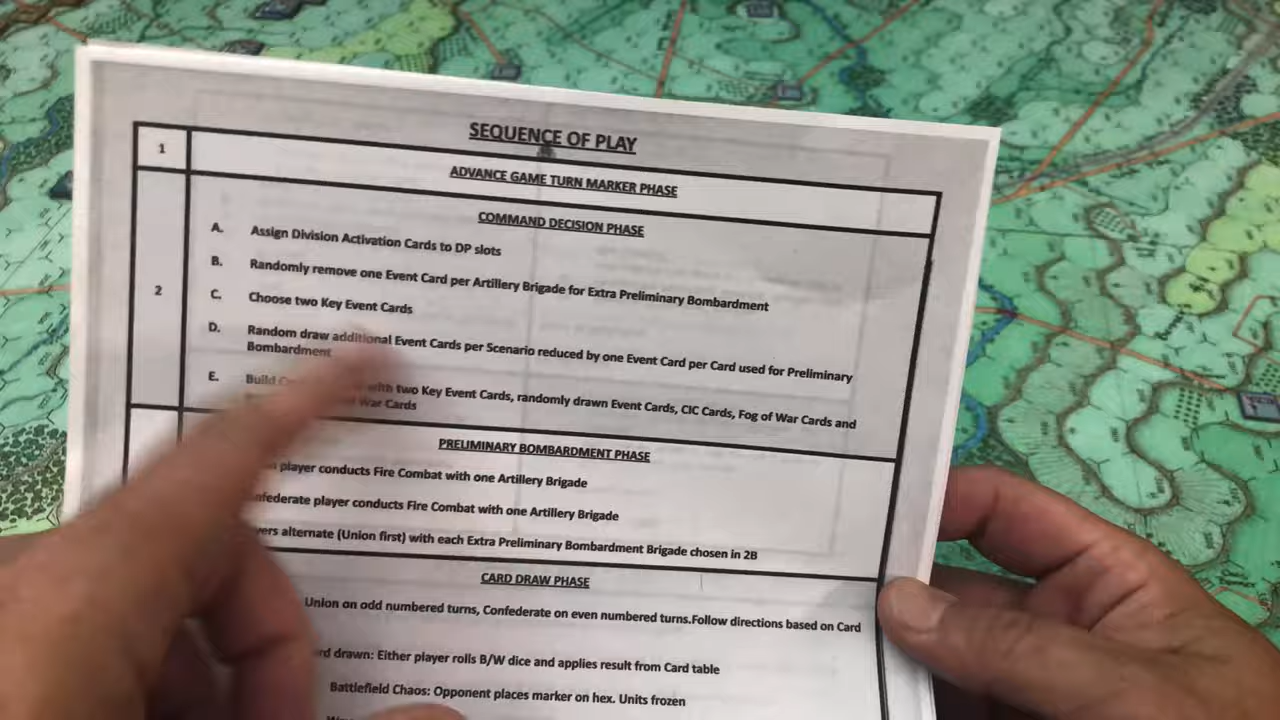 SEQUENCE OF PLAY
1
ADVANCE GAME TURN MARKER PHASE
2
COMMAND DECISION PHASE
A. Assign Division Activation Cards to DP slots
B. Randomly remove one Event Card per Artillery Brigade for Extra Preliminary Bombardment
C. Choose two Key Event Cards
D. Random draw additional Event Cards per Scenario reduced by one Event Card per Card used for Preliminary
Bombardment
E. Build with two Key Event Cards, randomly drawn Event Cards, CIC Cards, Fog of War Cards and
War Cards
PRELIMINARY BOMBARDMENT PHASE
player conducts Fire Combat with one Artillery Brigade
nfederate player conducts Fire Combat with one Artillery Brigade
yers alternate (Union first) with each Extra Preliminary Bombardment Brigade chosen in 2B
CARD DRAW PHASE
Union on odd numbered turns, Confederate on even numbered turns.Follow directions based on Card
rd drawn: Either player rolls B/W dice and applies result from Card table
Battlefield Chaos: Opponent places marker on hex. Units frozen